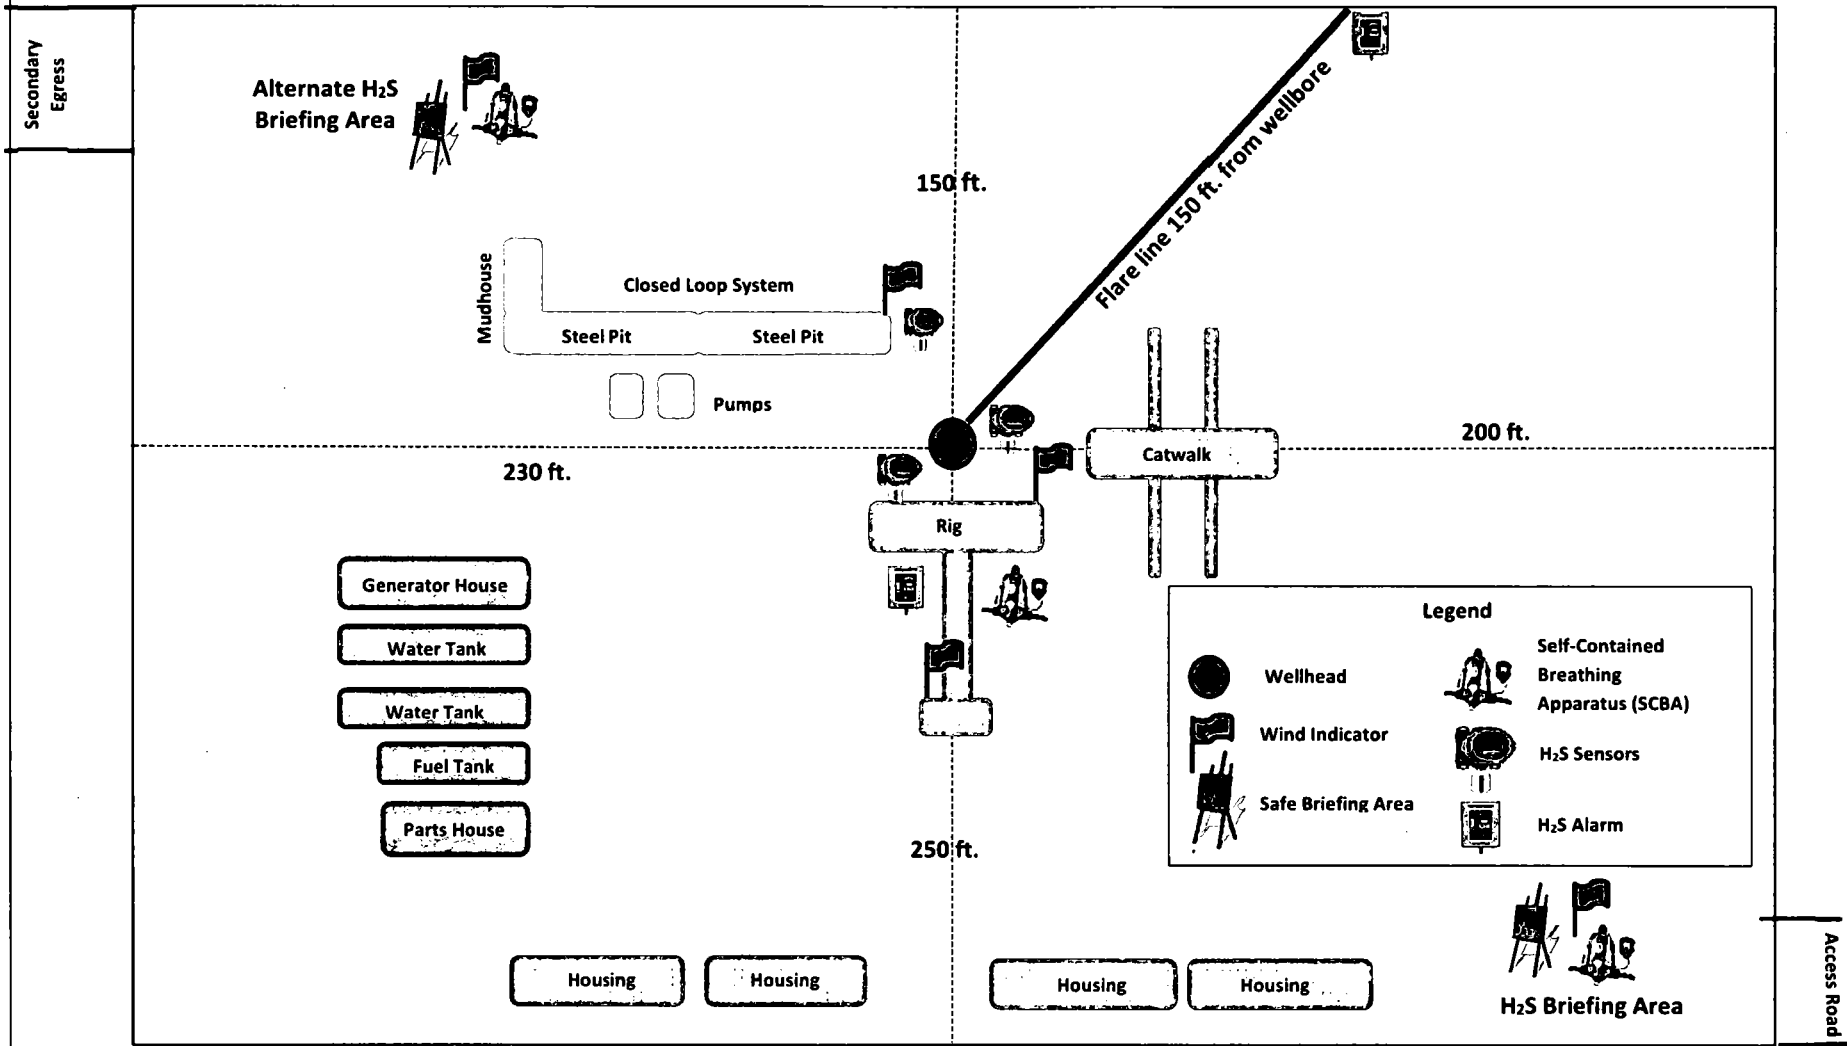 Secondary
Egress
Alternate H₂S
Briefing Area
150 ft.
Flare line 150 ft. from wellbore
Mudhouse
Closed Loop System
Steel Pit
Steel Pit
Pumps
230 ft.
200 ft.
Catwalk
Rig
Generator House
Water Tank
Water Tank
Fuel Tank
Parts House
250 ft.
Legend
Wellhead
Wind Indicator
Safe Briefing Area
Self-Contained
Breathing
Apparatus (SCBA)
H₂S Sensors
H₂S Alarm
Housing
Housing
Housing
Housing
H₂S Briefing Area
Access Road